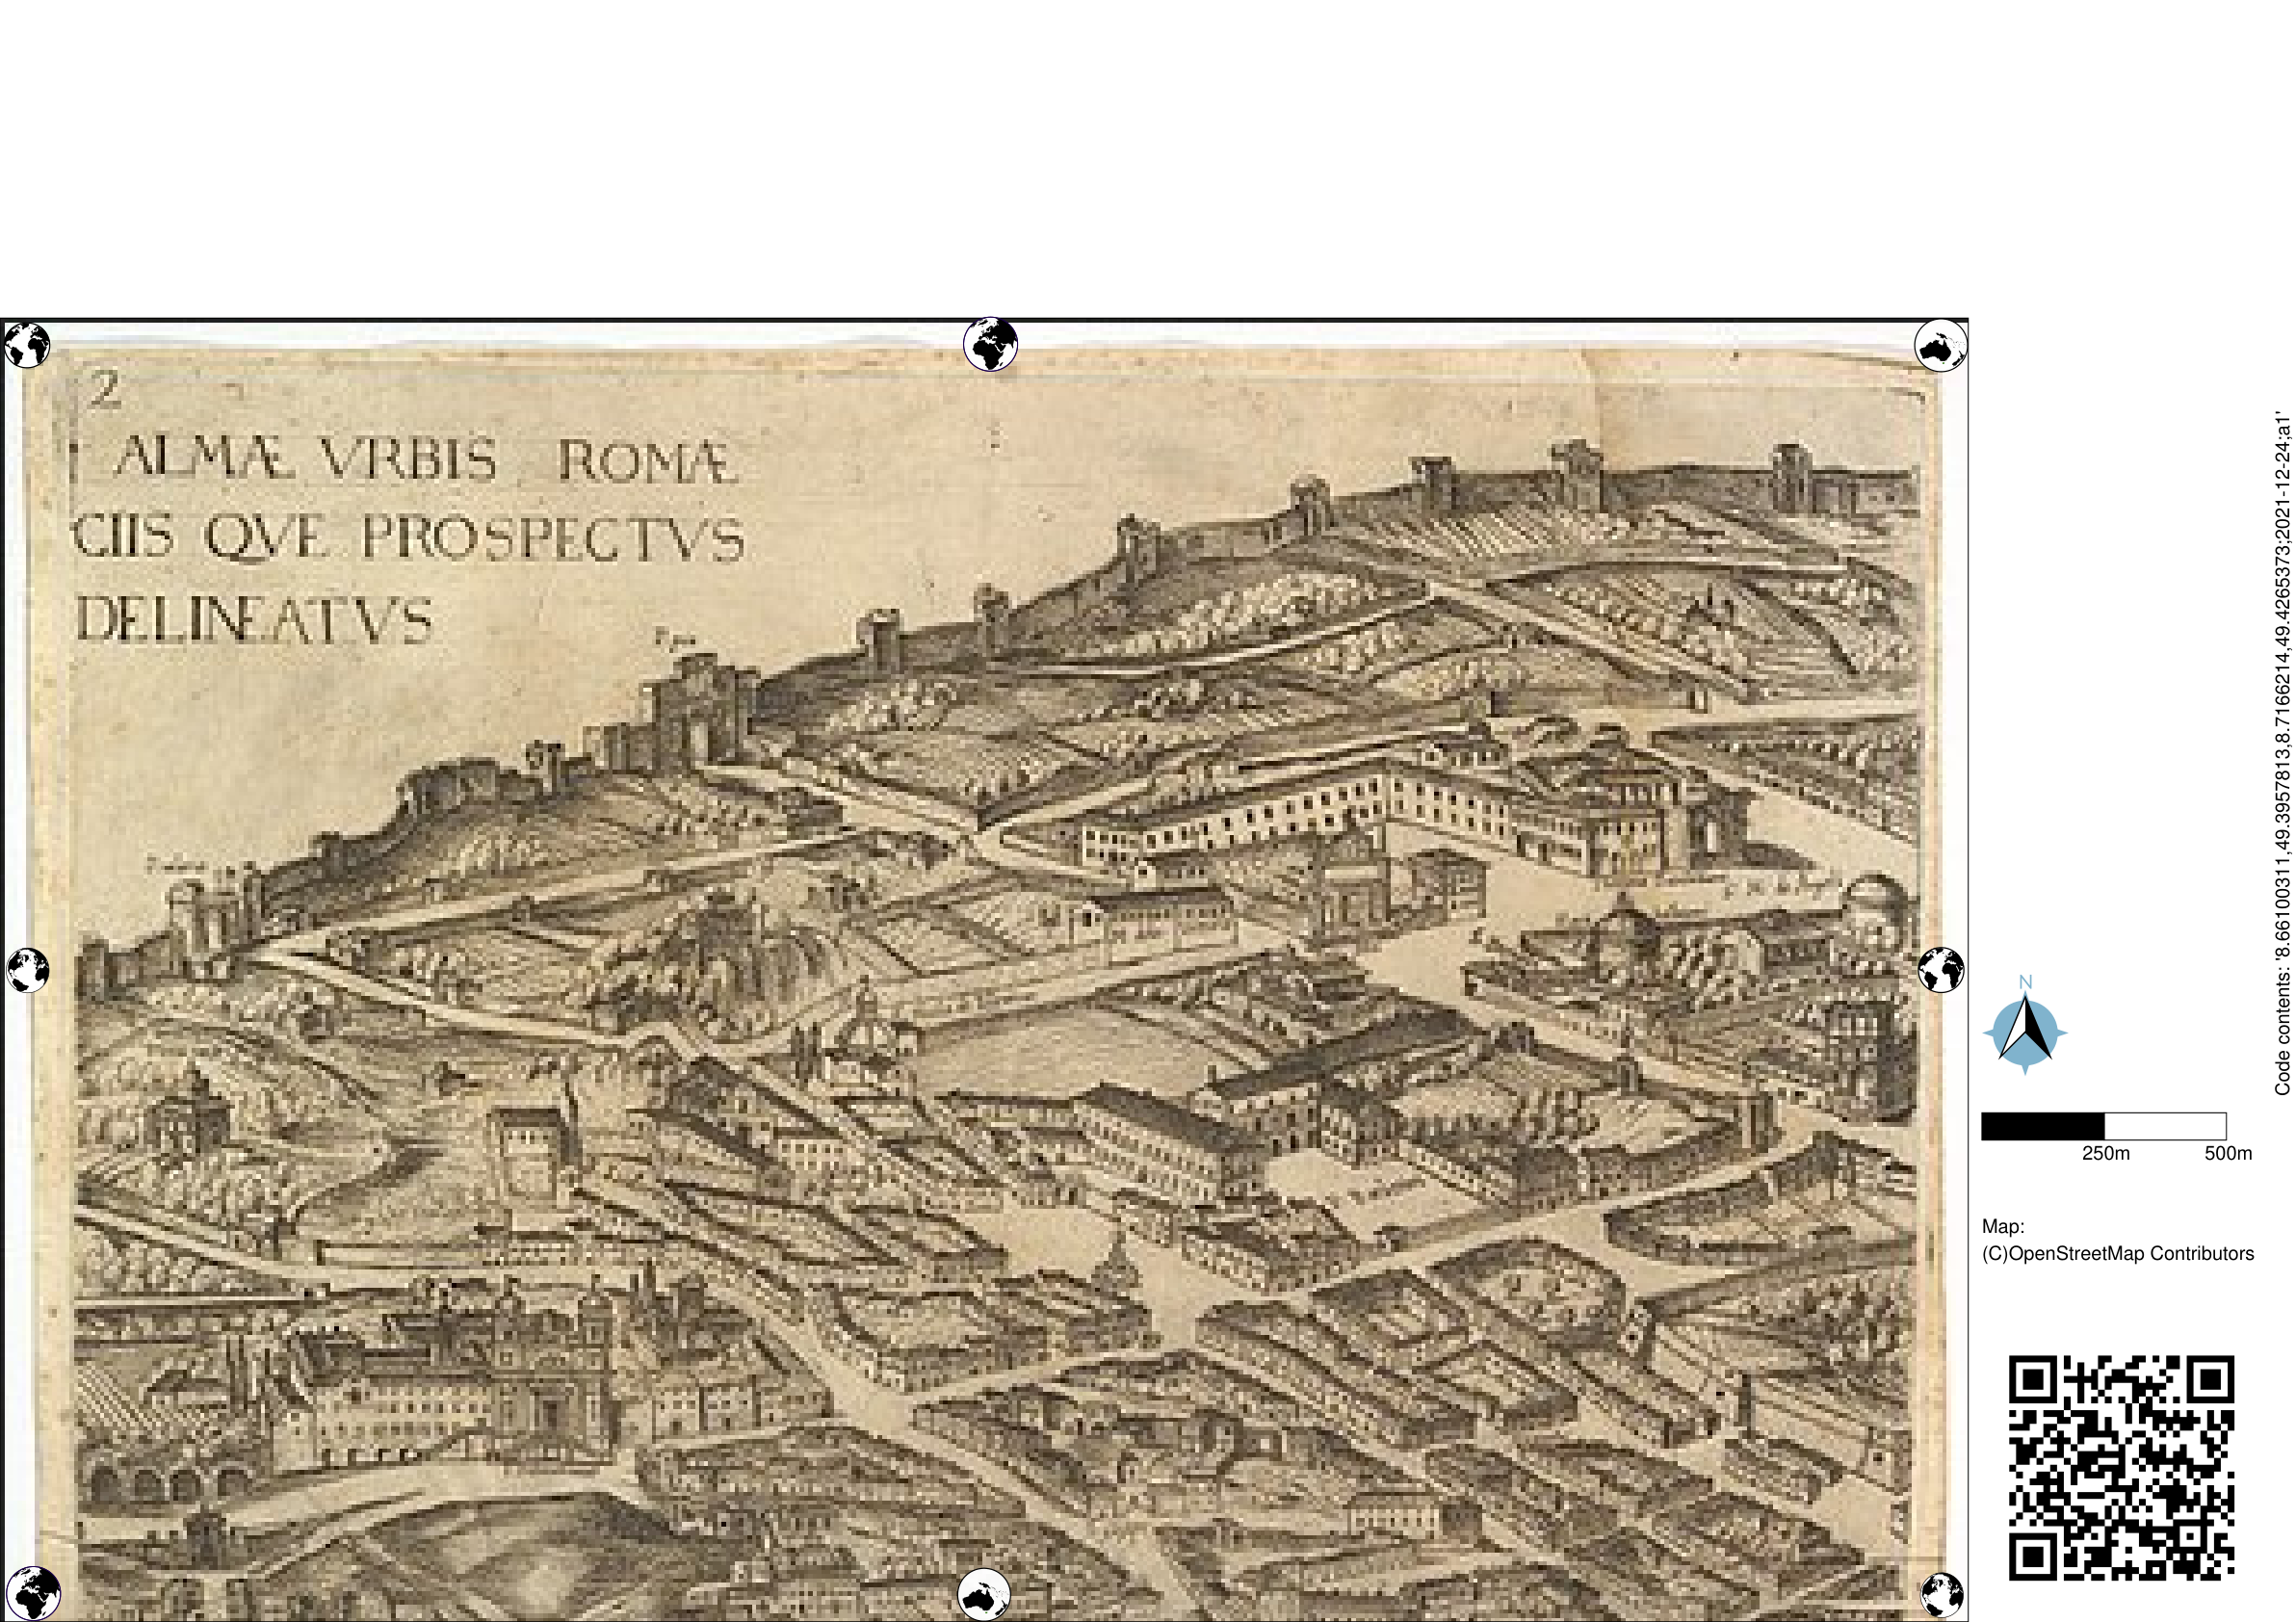 2
ALMÆ VRBIS ROMÆ
CIIS QVE PROSPECTVS
DELINEATVS
N
250m 500m
Map:
(C)OpenStreetMap Contributors
Code contents: '8.66100311,49.3957813,8.7166214,49.4265373;2021-12-24;a1'